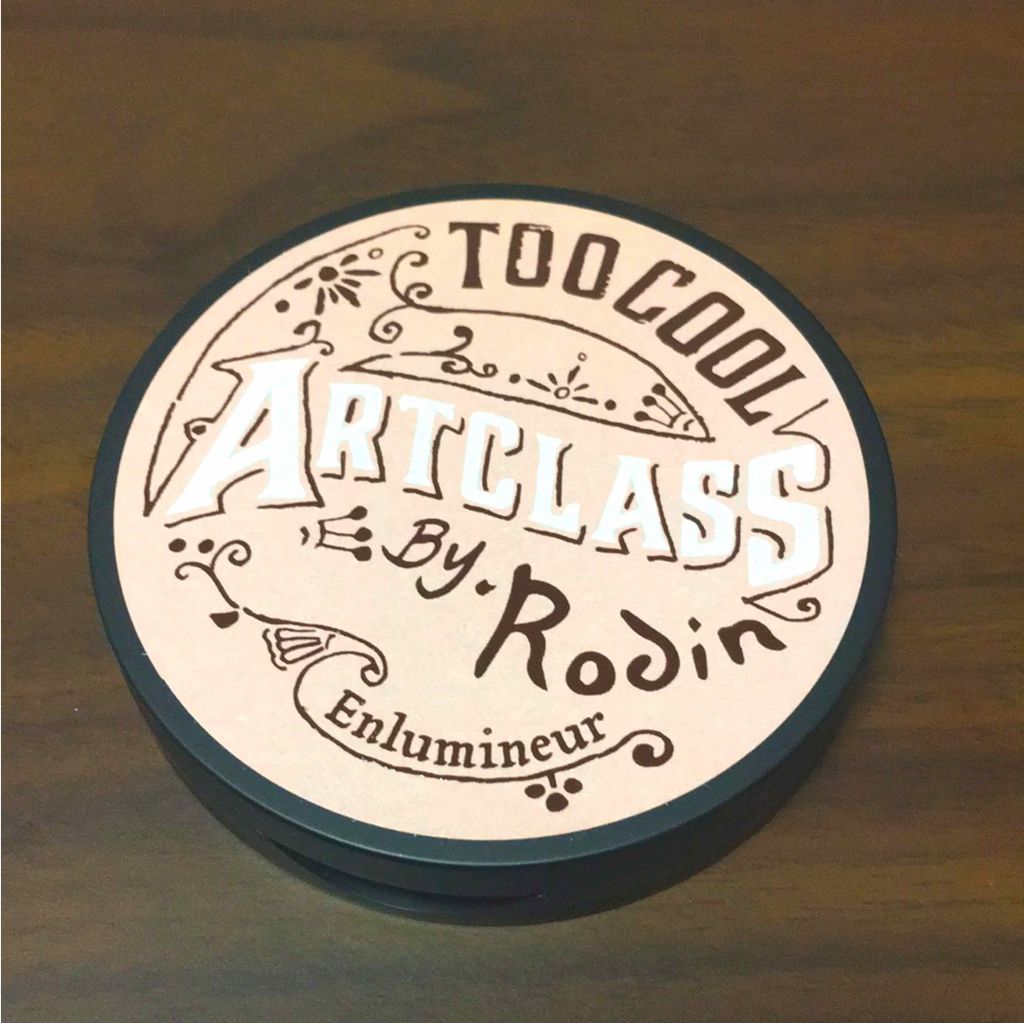 TOO COOL
ARTCLASS
By. Rodin
Enlumineur